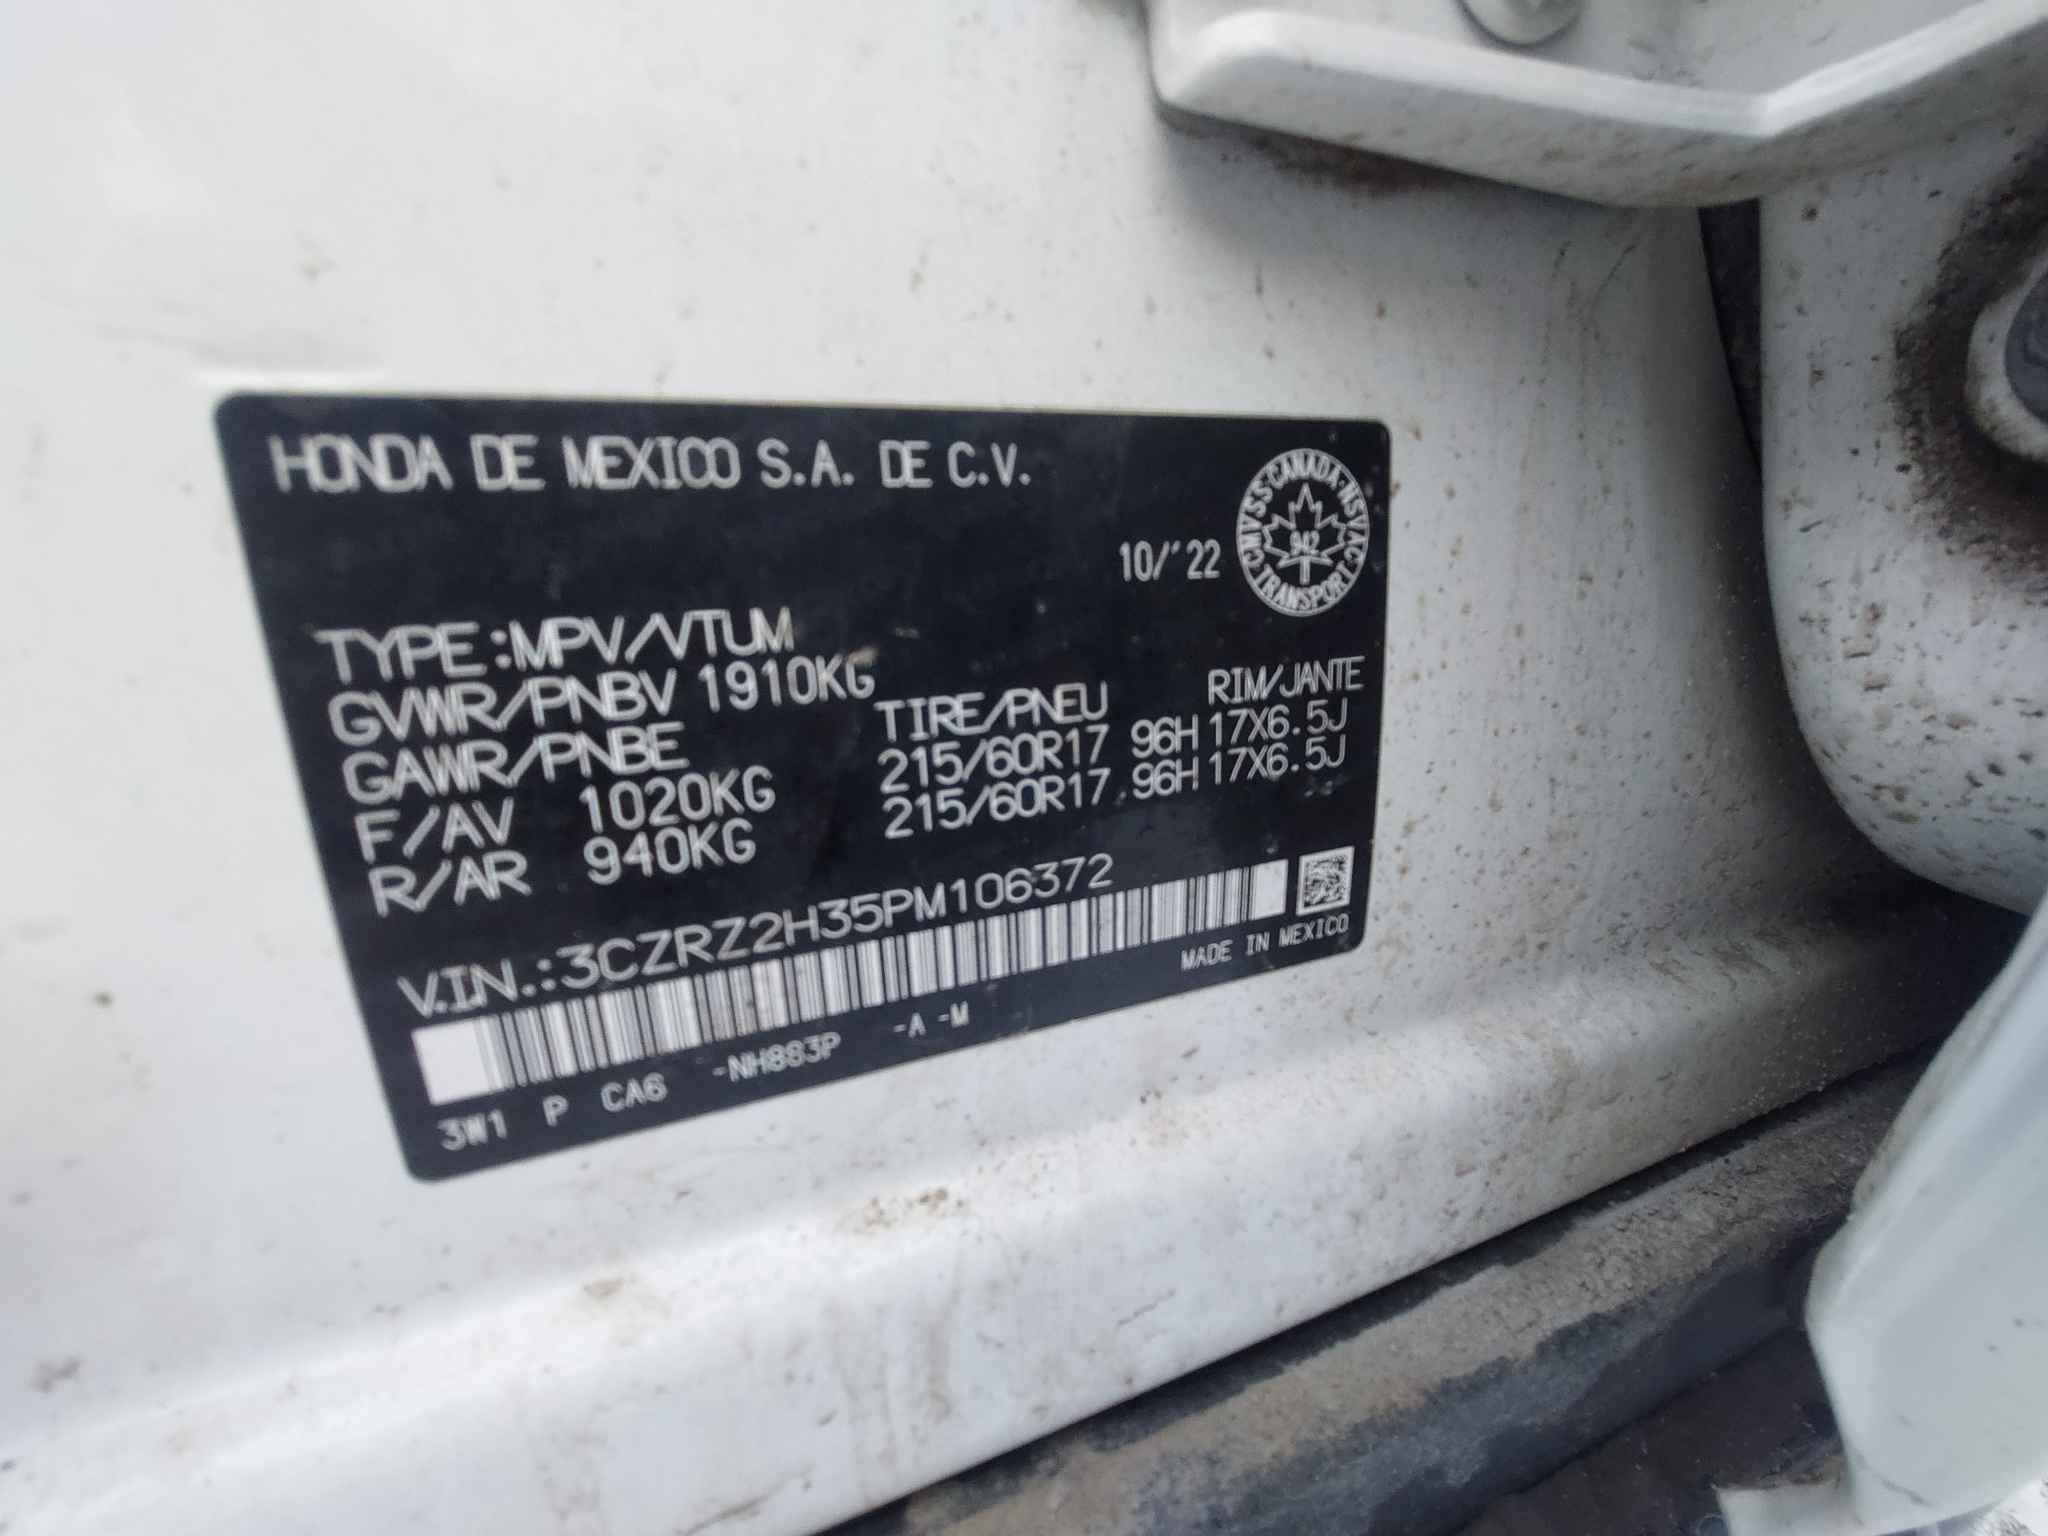 HONDA DE MEXICO S.A. DE C.V.
10/'22
CMVSS·CANADA·NSVAC·TRANSPORT
942
TYPE:MPV/VTUM
GVWR/PNBV 1910KG
GAWR/PNBE TIRE/PNEU RIM/JANTE
F/AV 1020KG 215/60R17 96H 17X6.5J
R/AR 940KG 215/60R17 96H 17X6.5J
V.I.N.:3CZRZ2H35PM106372
MADE IN MEXICO
3W1 P CA6 -NH883P -A -M